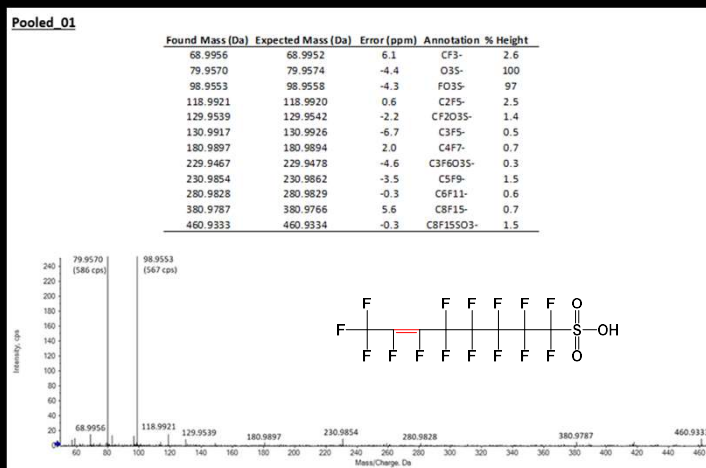 Pooled_01
Found Mass (Da) Expected Mass (Da) Error (ppm) Annotation % Height
68.9956 68.9952 6.1 CF3- 2.6
79.9570 79.9574 -4.4 O3S- 100
98.9553 98.9558 -4.3 FO3S- 97
118.9921 118.9920 0.6 C2F5- 2.5
129.9539 129.9542 -2.2 CF2O3S- 1.4
130.9917 130.9926 -6.7 C3F5- 0.5
180.9897 180.9894 2.0 C4F7- 0.7
229.9467 229.9478 -4.6 C3F6O3S- 0.3
230.9854 230.9862 -3.5 C5F9- 1.5
280.9828 280.9829 -0.3 C6F11- 0.6
380.9787 380.9766 5.6 C8F15- 0.7
460.9333 460.9334 -0.3 C8F15SO3- 1.5
79.9570 98.9553
(586 cps) (567 cps)
240
220
200
180
160
140
120
100
80
60
40
20
0
Intensity, cps
F F F F F F O
F S OH
F F F F F F F F O
68.9956 118.9921 129.9539 180.9897 230.9854 280.9828 380.9787 460.9333
60 80 100 120 140 160 180 200 220 240 260 280 300 320 340 360 380 400 420 440 460
Mass/Charge, Da